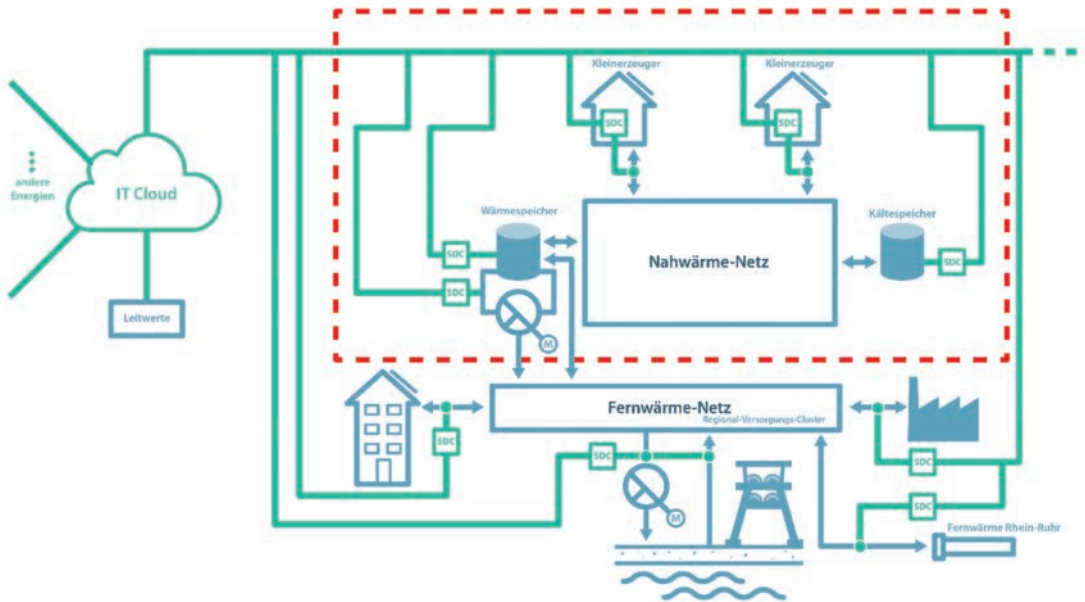 Kleinerzeuger
Kleinerzeuger
SDC
SDC
andere
Energien
IT Cloud
Wärmespeicher
Kältespeicher
SDC
Nahwärme-Netz
SDC
SDC
Leitwerte
M
Fernwärme-Netz
Regional-Versorgungs-Cluster
SDC
SDC
SDC
SDC
M
Fernwärme Rhein-Ruhr